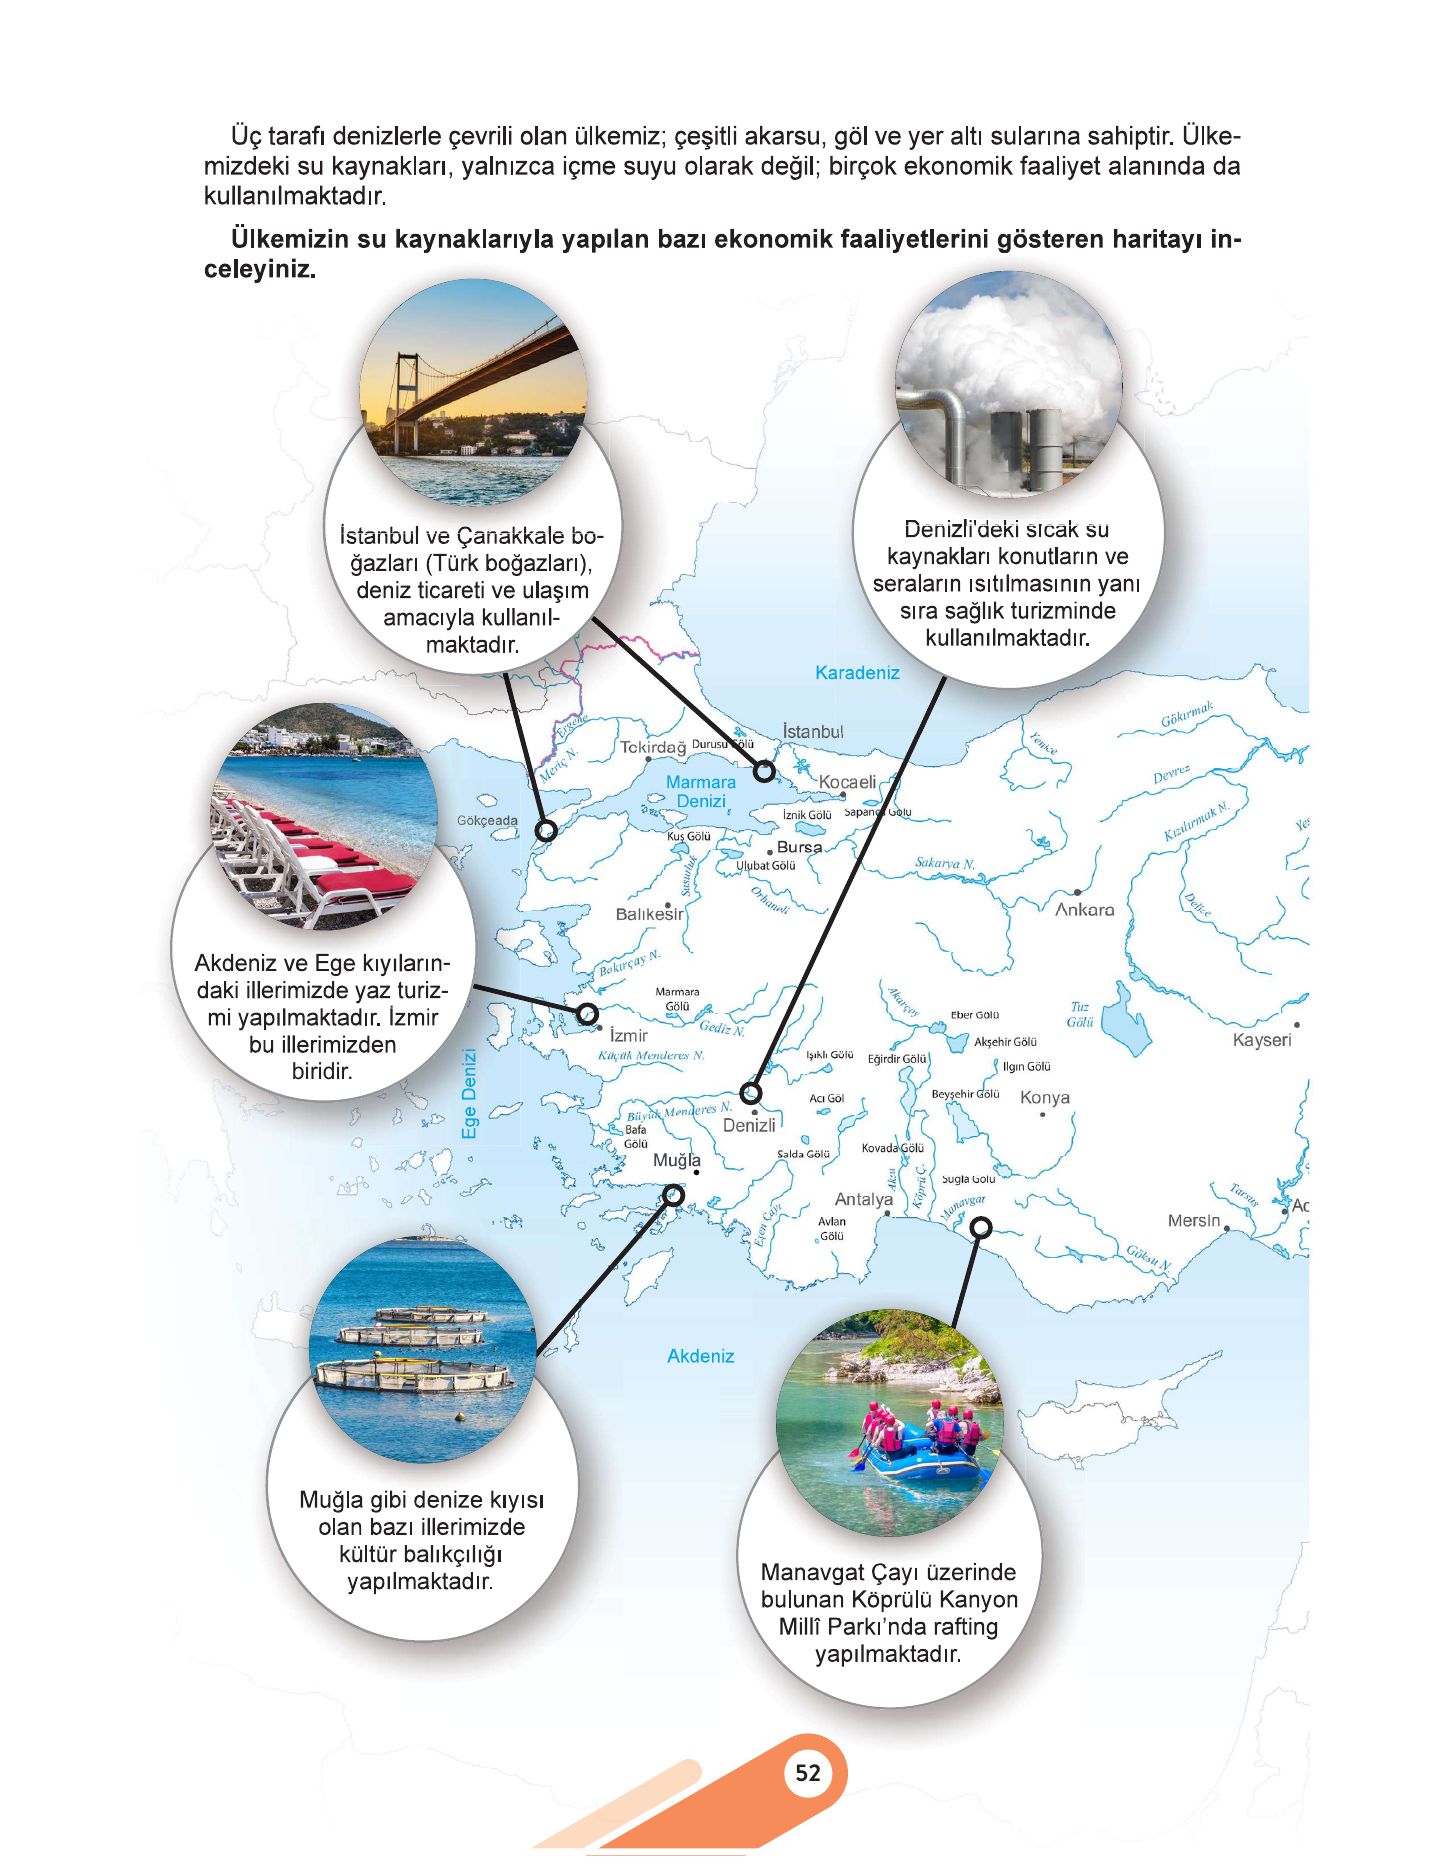 Üç tarafı denizlerle çevrili olan ülkemiz; çeşitli akarsu, göl ve yer altı sularına sahiptir. Ülke-
mizdeki su kaynakları, yalnızca içme suyu olarak değil; birçok ekonomik faaliyet alanında da
kullanılmaktadır.
Ülkemizin su kaynaklarıyla yapılan bazı ekonomik faaliyetlerini gösteren haritayı in-
celeyiniz.
İstanbul ve Çanakkale bo-
ğazları (Türk boğazları),
deniz ticareti ve ulaşım
amacıyla kullanıl-
maktadır.
Denizli'deki sıcak su
kaynakları konutların ve
seraların ısıtılmasının yanı
sıra sağlık turizminde
kullanılmaktadır.
Karadeniz
Gökırmak
İstanbul
Ergene
Tekirdağ
Durusu Gölü
Yenice
Meriç N.
Marmara
Denizi
Kocaeli
Devrez
Gökçeada
İznik Gölü
Sapanca Gölü
Kızılırmak N.
Yeş
Kuş Gölü
Bursa
Ulubat Gölü
Sakarya N.
Susurluk
Orhaneli
Delice
Balıkesir
Ankara
Akdeniz ve Ege kıyıların-
daki illerimizde yaz turiz-
mi yapılmaktadır. İzmir
bu illerimizden
biridir.
Bakırçay N.
Marmara
Gölü
Akarçay
Eber Gölü
Tuz
Gölü
İzmir
Gediz N.
Akşehir Gölü
Kayseri
Küçük Menderes N.
Işıklı Gölü
Eğirdir Gölü
Ilgın Gölü
Ege Denizi
Acı Göl
Beyşehir Gölü
Konya
Büyük Menderes N.
Denizli
Bafa
Gölü
Salda Gölü
Kovada Gölü
Muğla
Suğla Gölü
Aksu
Köprü Ç.
Antalya
Manavgat
Tarsus
Mersin
Ad
Eşen Çayı
Avlan
Gölü
Göksu N.
Akdeniz
Muğla gibi denize kıyısı
olan bazı illerimizde
kültür balıkçılığı
yapılmaktadır.
Manavgat Çayı üzerinde
bulunan Köprülü Kanyon
Millî Parkı’nda rafting
yapılmaktadır.
52